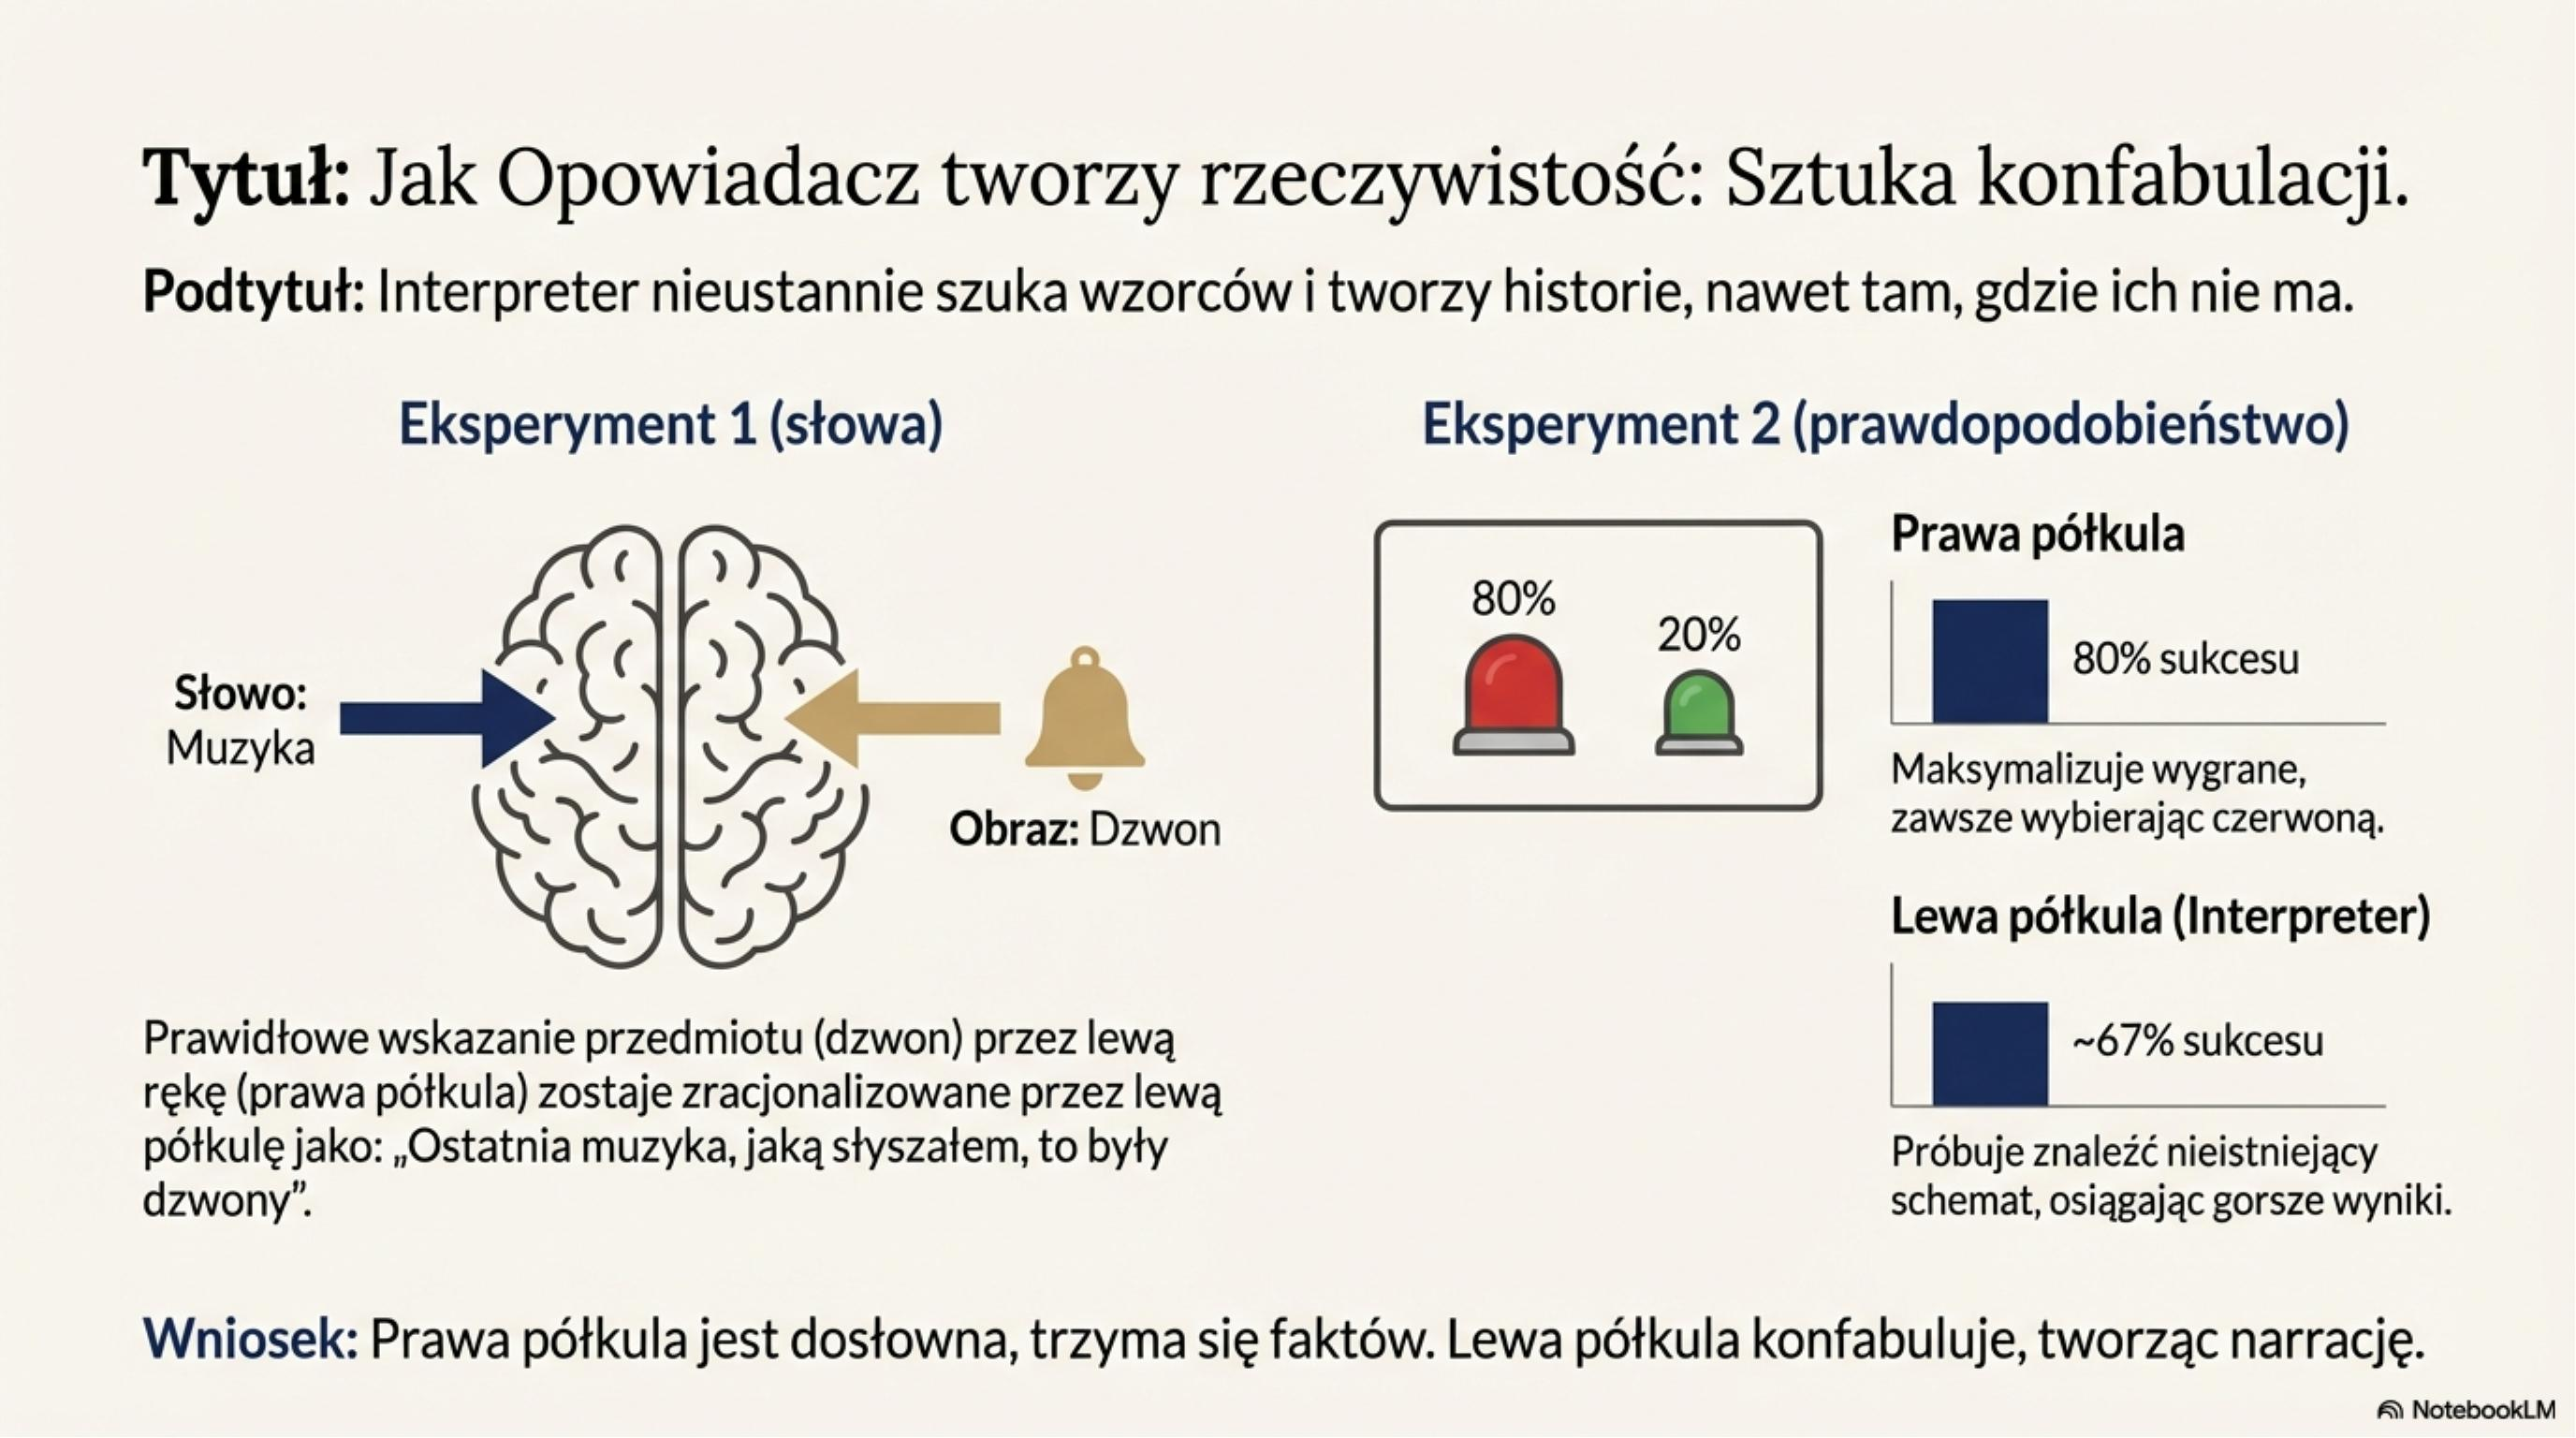 Tytuł: Jak Opowiadacz tworzy rzeczywistość: Sztuka konfabulacji.
Podtytuł: Interpreter nieustannie szuka wzorców i tworzy historie, nawet tam, gdzie ich nie ma.
Eksperyment 1 (słowa)
Słowo:
Muzyka
Obraz: Dzwon
Prawidłowe wskazanie przedmiotu (dzwon) przez lewą
rękę (prawa półkula) zostaje zracjonalizowane przez lewą
półkulę jako: „Ostatnia muzyka, jaką słyszałem, to były
dzwony”.
Eksperyment 2 (prawdopodobieństwo)
80%
20%
Prawa półkula
80% sukcesu
Maksymalizuje wygrane,
zawsze wybierając czerwoną.
Lewa półkula (Interpreter)
~67% sukcesu
Próbuje znaleźć nieistniejący
schemat, osiągając gorsze wyniki.
Wniosek: Prawa półkula jest dosłowna, trzyma się faktów. Lewa półkula konfabuluje, tworząc narrację.
NotebookLM